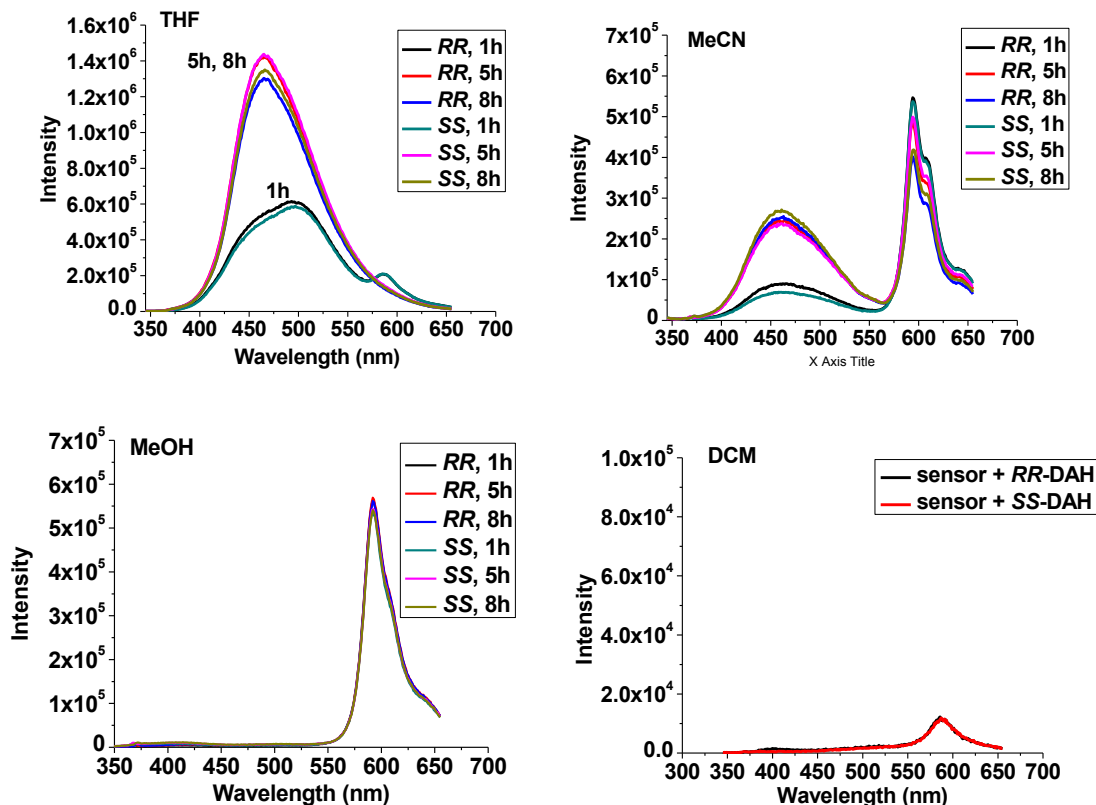 THF
1.6x10⁶
1.4x10⁶
1.2x10⁶
1.0x10⁶
8.0x10⁵
6.0x10⁵
4.0x10⁵
2.0x10⁵
0.0
Intensity
5h, 8h
1h
RR, 1h
RR, 5h
RR, 8h
SS, 1h
SS, 5h
SS, 8h
350 400 450 500 550 600 650 700
Wavelength (nm)
MeCN
7x10⁵
6x10⁵
5x10⁵
4x10⁵
3x10⁵
2x10⁵
1x10⁵
0
Intensity
RR, 1h
RR, 5h
RR, 8h
SS, 1h
SS, 5h
SS, 8h
350 400 450 500 550 600 650 700
X Axis Title
MeOH
7x10⁵
6x10⁵
5x10⁵
4x10⁵
3x10⁵
2x10⁵
1x10⁵
0
Intensity
RR, 1h
RR, 5h
RR, 8h
SS, 1h
SS, 5h
SS, 8h
350 400 450 500 550 600 650 700
Wavelength (nm)
DCM
1.0x10⁵
8.0x10⁴
6.0x10⁴
4.0x10⁴
2.0x10⁴
0.0
Intensity
sensor + RR-DAH
sensor + SS-DAH
300 350 400 450 500 550 600 650 700
Wavelength (nm)